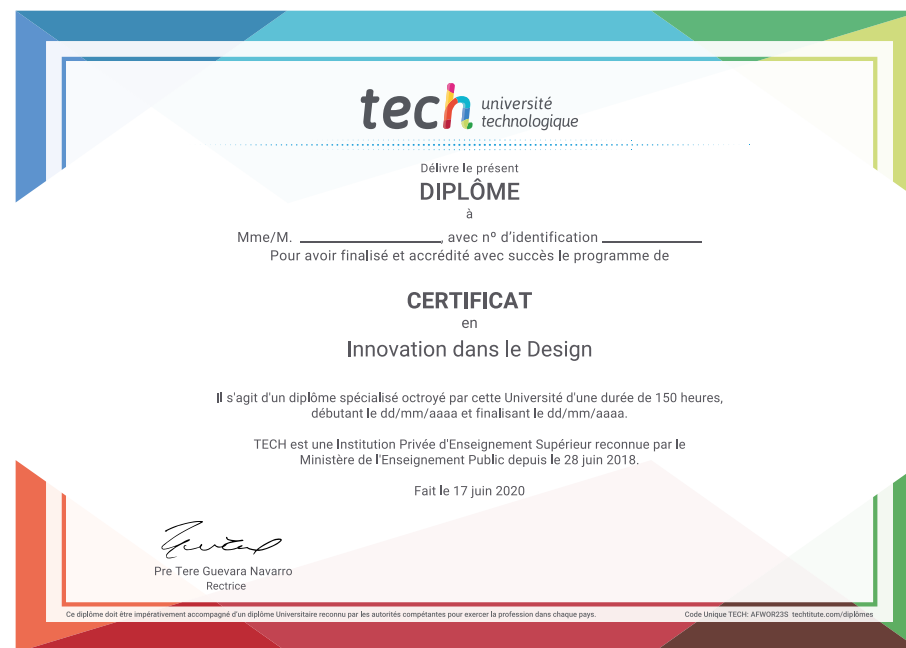 tech université
technologique
Délivre le présent
DIPLÔME
à
Mme/M. ____________, avec nº d'identification ____________
Pour avoir finalisé et accrédité avec succès le programme de
CERTIFICAT
en
Innovation dans le Design
Il s'agit d'un diplôme spécialisé octroyé par cette Université d'une durée de 150 heures,
débutant le dd/mm/aaaa et finalisant le dd/mm/aaaa.
TECH est une Institution Privée d'Enseignement Supérieur reconnue par le
Ministère de l'Enseignement Public depuis le 28 juin 2018.
Fait le 17 juin 2020
Pre Tere Guevara Navarro
Rectrice
Ce diplôme doit être impérativement accompagné d'un diplôme Universitaire reconnu par les autorités compétantes pour exercer la profession dans chaque pays. Code Unique TECH: AFWOR23S techtitute.com/diplômes